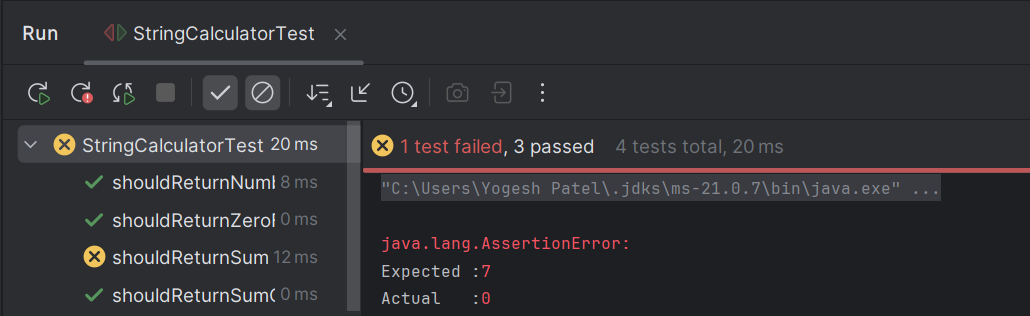 Run StringCalculatorTest
StringCalculatorTest 20 ms
shouldReturnNumb 8 ms
shouldReturnZero 0 ms
shouldReturnSum 12 ms
shouldReturnSum 0 ms
1 test failed, 3 passed 4 tests total, 20 ms
"C:\Users\Yogesh Patel\.jdks\ms-21.0.7\bin\java.exe" ...
java.lang.AssertionError:
Expected :7
Actual :0